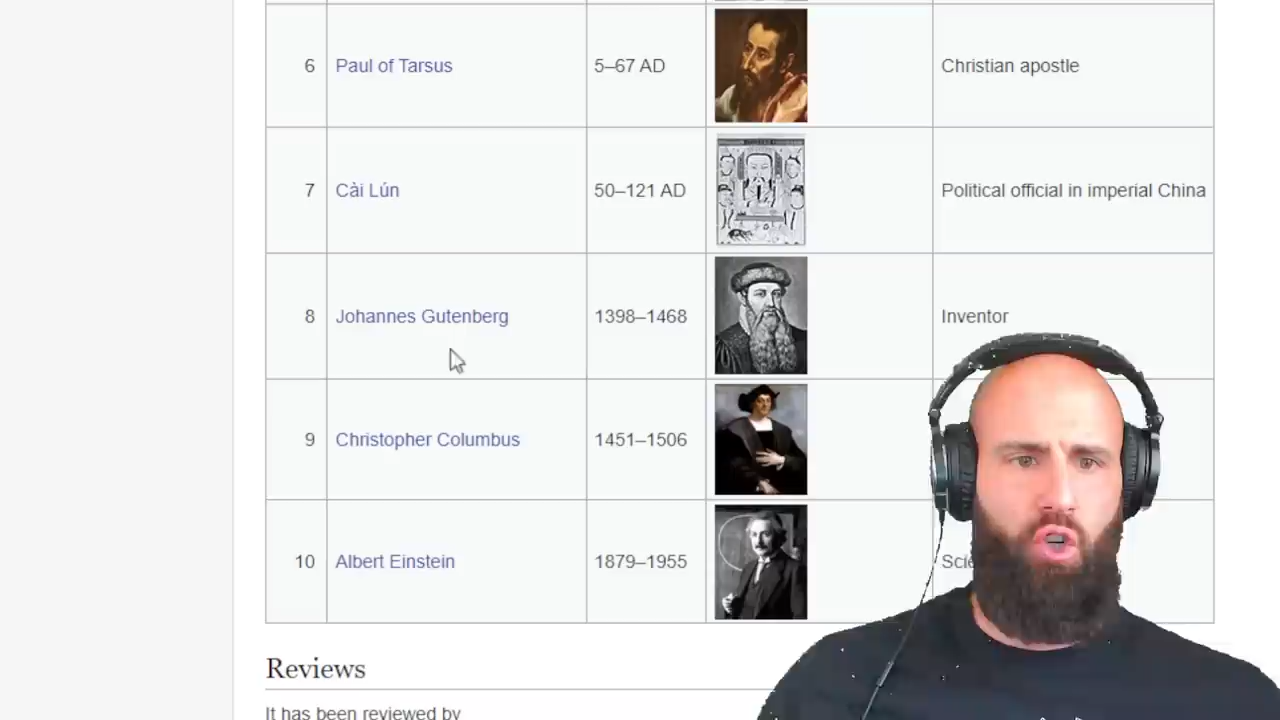 6 Paul of Tarsus 5–67 AD Christian apostle
7 Cài Lún 50–121 AD Political official in imperial China
8 Johannes Gutenberg 1398–1468 Inventor
9 Christopher Columbus 1451–1506
10 Albert Einstein 1879–1955
Reviews
It has been reviewed by